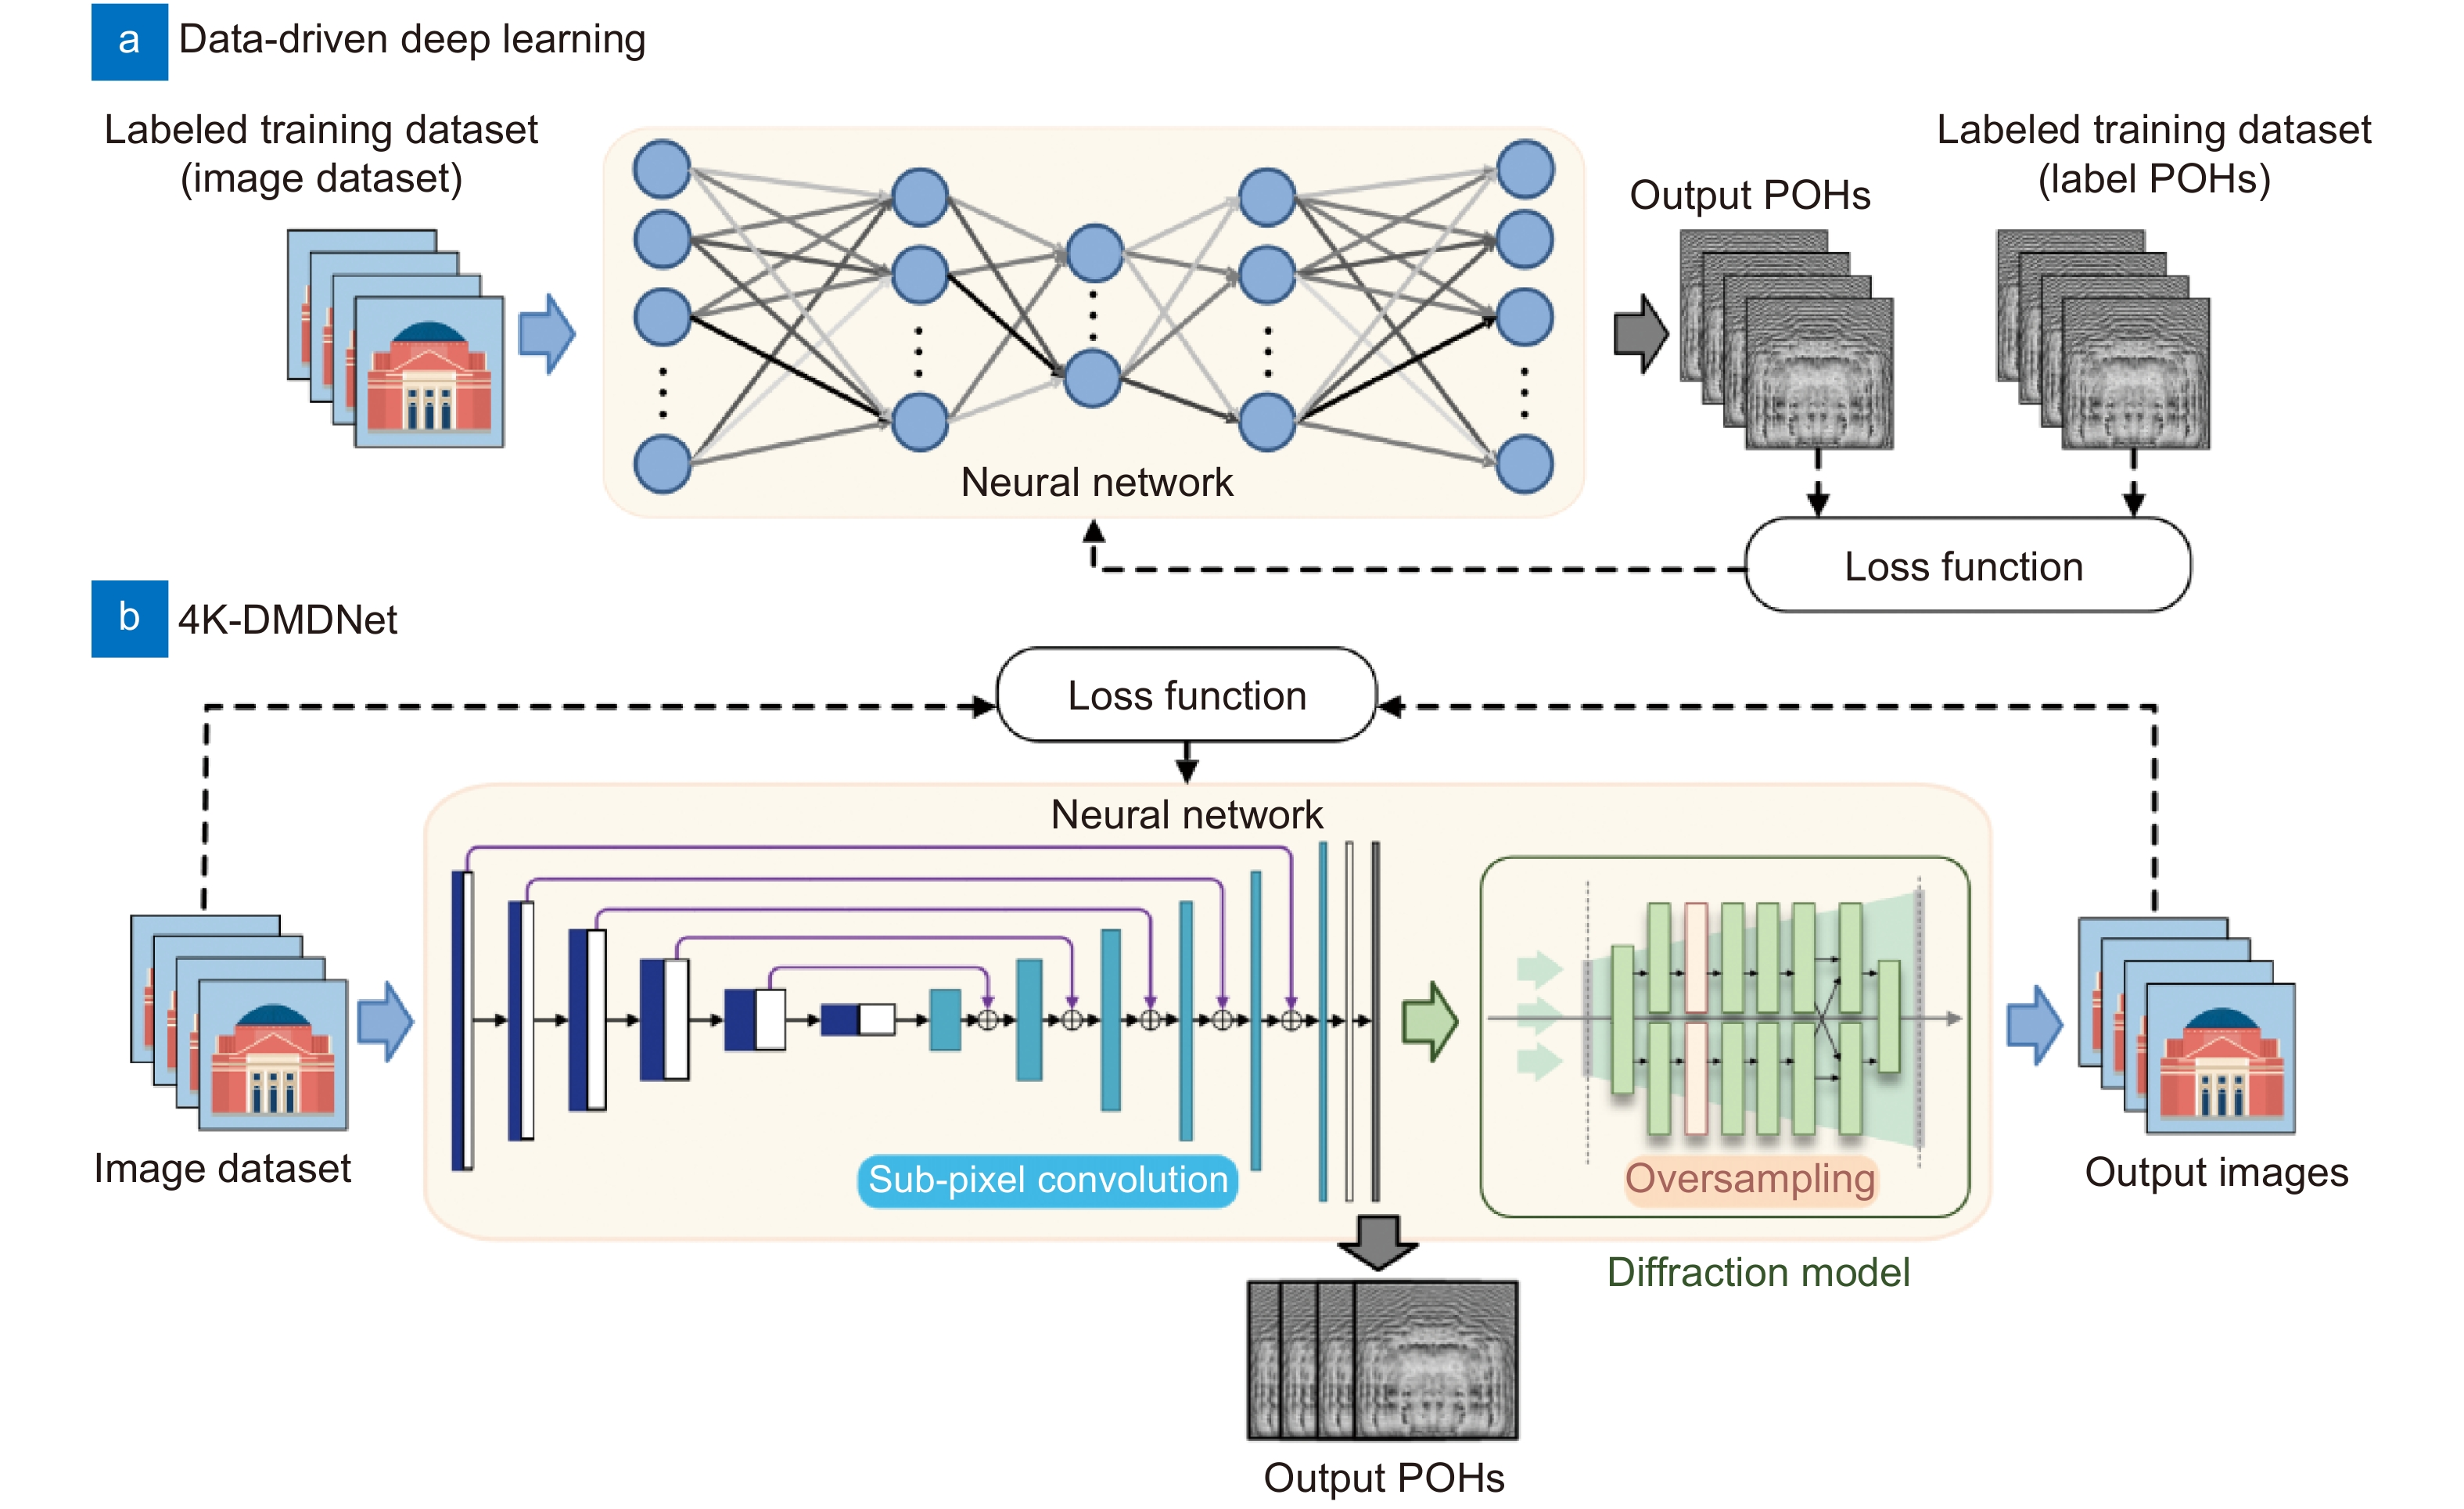 a
Data-driven deep learning
Labeled training dataset
(image dataset)
Neural network
Output POHs
Labeled training dataset
(label POHs)
Loss function
b
4K-DMDNet
Loss function
Neural network
Image dataset
Sub-pixel convolution
Oversampling
Output images
Diffraction model
Output POHs